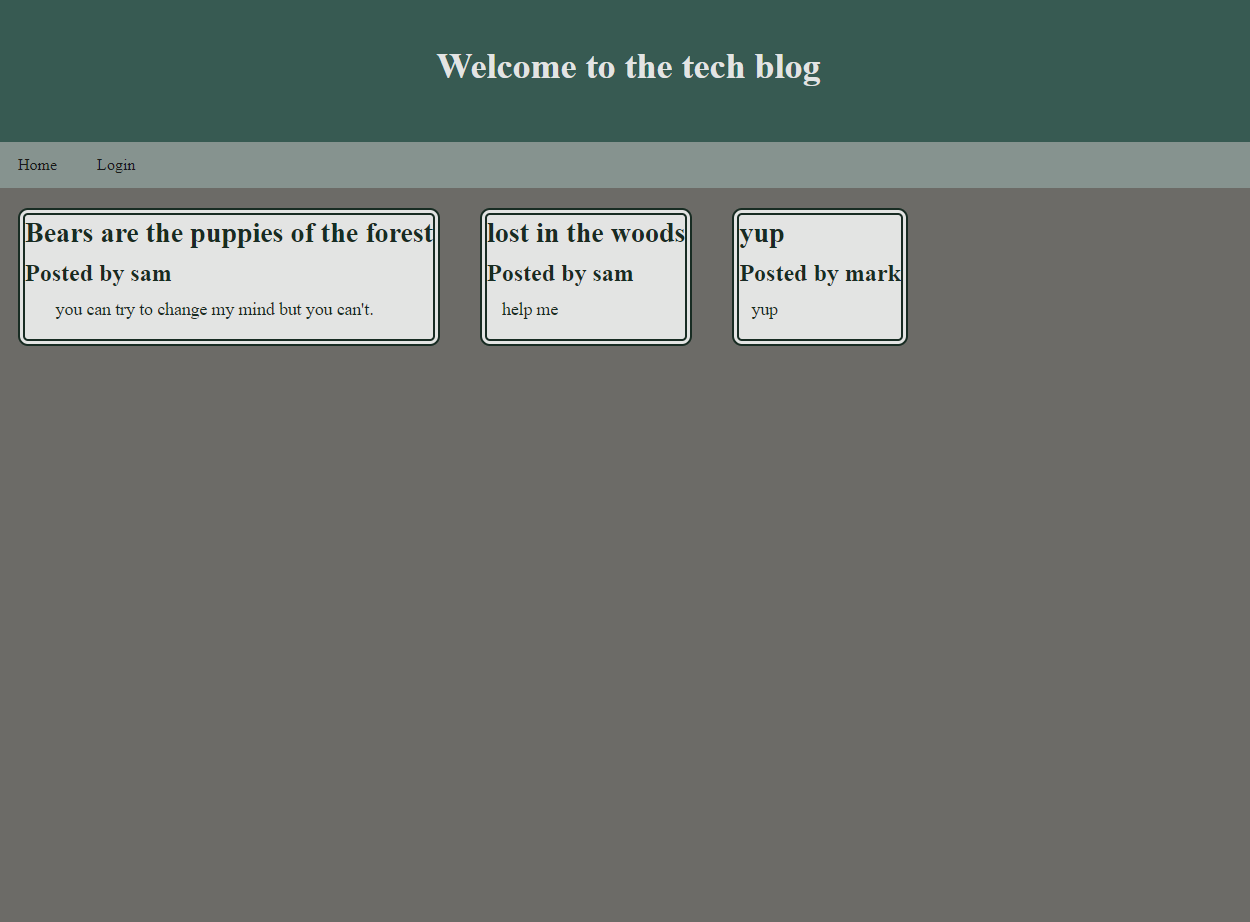 Welcome to the tech blog
Home Login
Bears are the puppies of the forest
Posted by sam
you can try to change my mind but you can't.
lost in the woods
Posted by sam
help me
yup
Posted by mark
yup